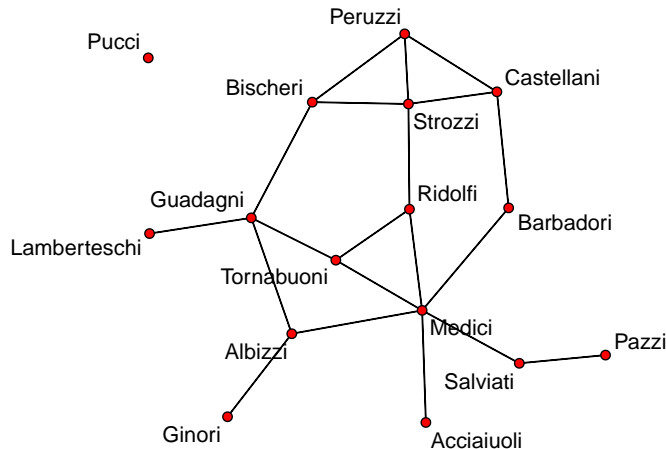 Peruzzi
Pucci
Castellani
Bischeri
Strozzi
Ridolfi
Guadagni
Barbadori
Lamberteschi
Tornabuoni
Medici
Pazzi
Albizzi
Salviati
Ginori
Acciaiuoli